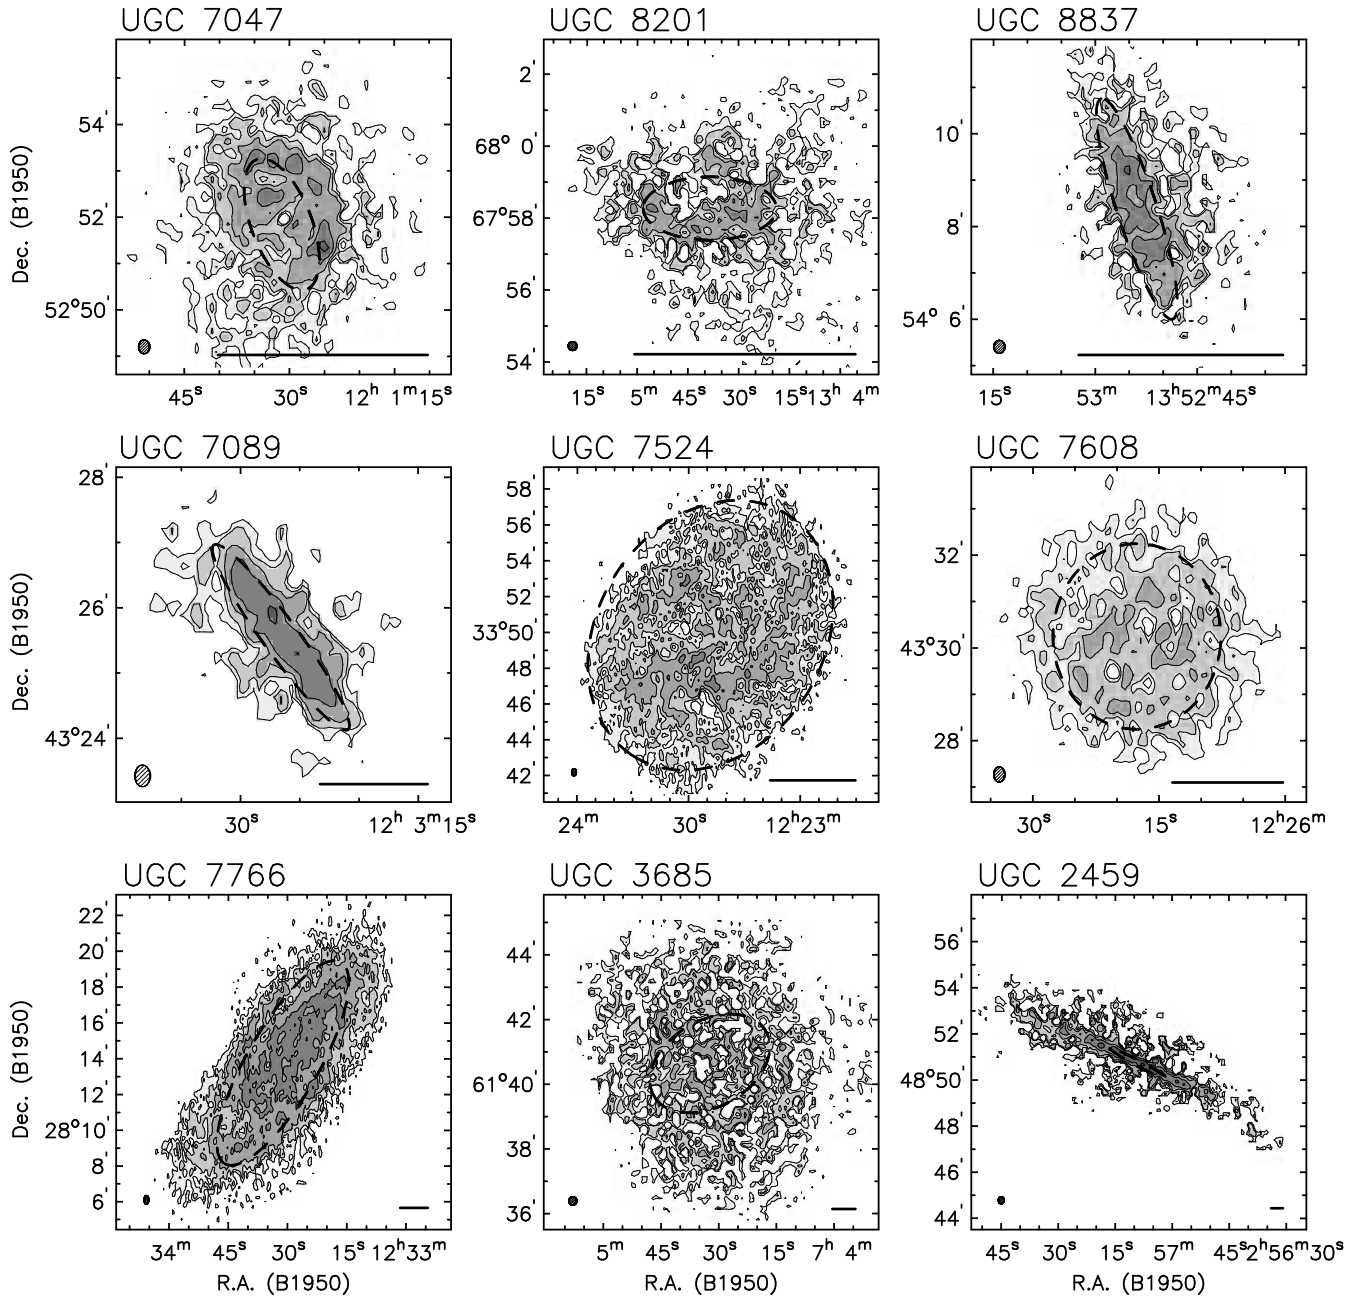 UGC 7047
UGC 8201
UGC 8837
Dec. (B1950)
54'
52'
52°50'
45s 30s 12h 1m15s
2'
68° 0'
67°58'
56'
54'
15s 5m 45s 30s 15s13h 4m
10'
8'
54° 6'
15s 53m 13h52m45s
UGC 7089
UGC 7524
UGC 7608
Dec. (B1950)
28'
26'
43°24'
30s 12h 3m15s
58'
56'
54'
52'
33°50'
48'
46'
44'
42'
24m 30s 12h23m
32'
43°30'
28'
30s 15s 12h26m
UGC 7766
UGC 3685
UGC 2459
Dec. (B1950)
22'
20'
18'
16'
14'
12'
28°10'
8'
6'
34m 45s 30s 15s 12h33m
R.A. (B1950)
44'
42'
61°40'
38'
36'
5m 45s 30s 15s 7h 4m
R.A. (B1950)
56'
54'
52'
48°50'
48'
46'
44'
45s 30s 15s 57m 45s2h56m30s
R.A. (B1950)